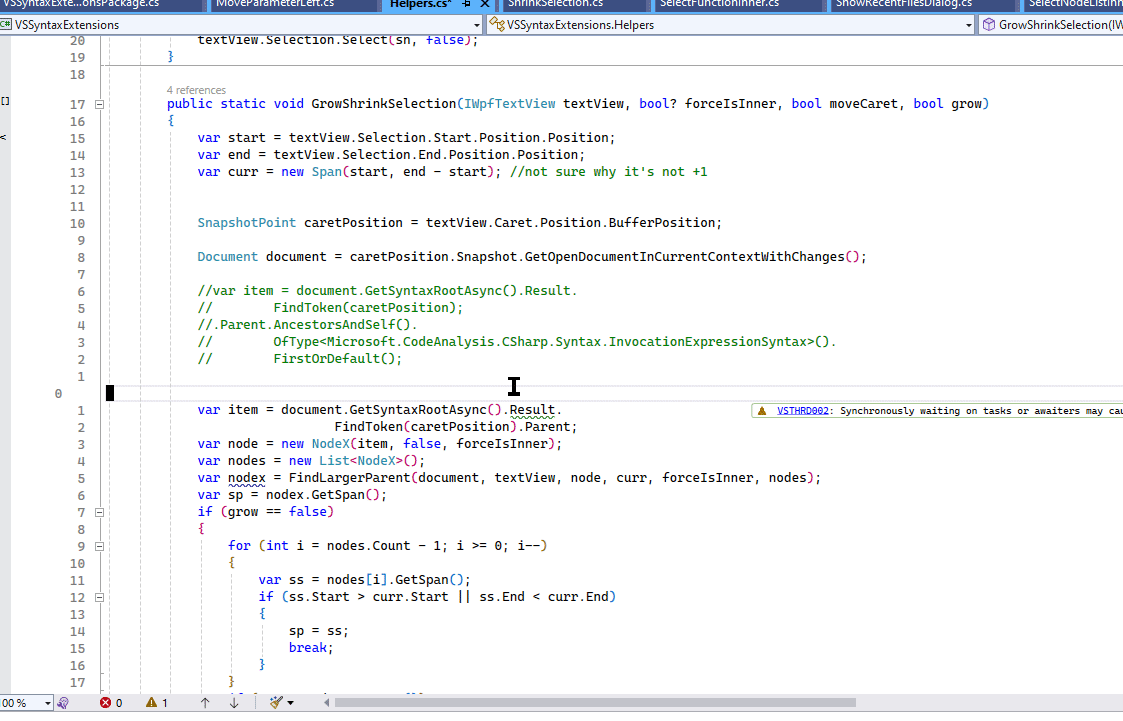 VSSyntaxExte...onsPackage.cs MoveParameterLeft.cs Helpers.cs* ShrinkSelection.cs SelectFunctionInner.cs ShowRecentFilesDialog.cs SelectNodeListInn
C# VSSyntaxExtensions VSSyntaxExtensions.Helpers GrowShrinkSelection(IW
20 textView.Selection.Select(sn, false);
19 }
18
4 references
17 public static void GrowShrinkSelection(IWpfTextView textView, bool? forceIsInner, bool moveCaret, bool grow)
16 {
15 var start = textView.Selection.Start.Position.Position;
14 var end = textView.Selection.End.Position.Position;
13 var curr = new Span(start, end - start); //not sure why it's not +1
12
11
10 SnapshotPoint caretPosition = textView.Caret.Position.BufferPosition;
9
8 Document document = caretPosition.Snapshot.GetOpenDocumentInCurrentContextWithChanges();
7
6 //var item = document.GetSyntaxRootAsync().Result.
5 // FindToken(caretPosition);
4 //.Parent.AncestorsAndSelf().
3 // OfType<Microsoft.CodeAnalysis.CSharp.Syntax.InvocationExpressionSyntax>().
2 // FirstOrDefault();
1
0
1 var item = document.GetSyntaxRootAsync().Result. VSTHRD002: Synchronously waiting on tasks or awaiters may cau
2 FindToken(caretPosition).Parent;
3 var node = new NodeX(item, false, forceIsInner);
4 var nodes = new List<NodeX>();
5 var nodex = FindLargerParent(document, textView, node, curr, forceIsInner, nodes);
6 var sp = nodex.GetSpan();
7 if (grow == false)
8 {
9 for (int i = nodes.Count - 1; i >= 0; i--)
10 {
11 var ss = nodes[i].GetSpan();
12 if (ss.Start > curr.Start || ss.End < curr.End)
13 {
14 sp = ss;
15 break;
16 }
17 }
00 % 0 1